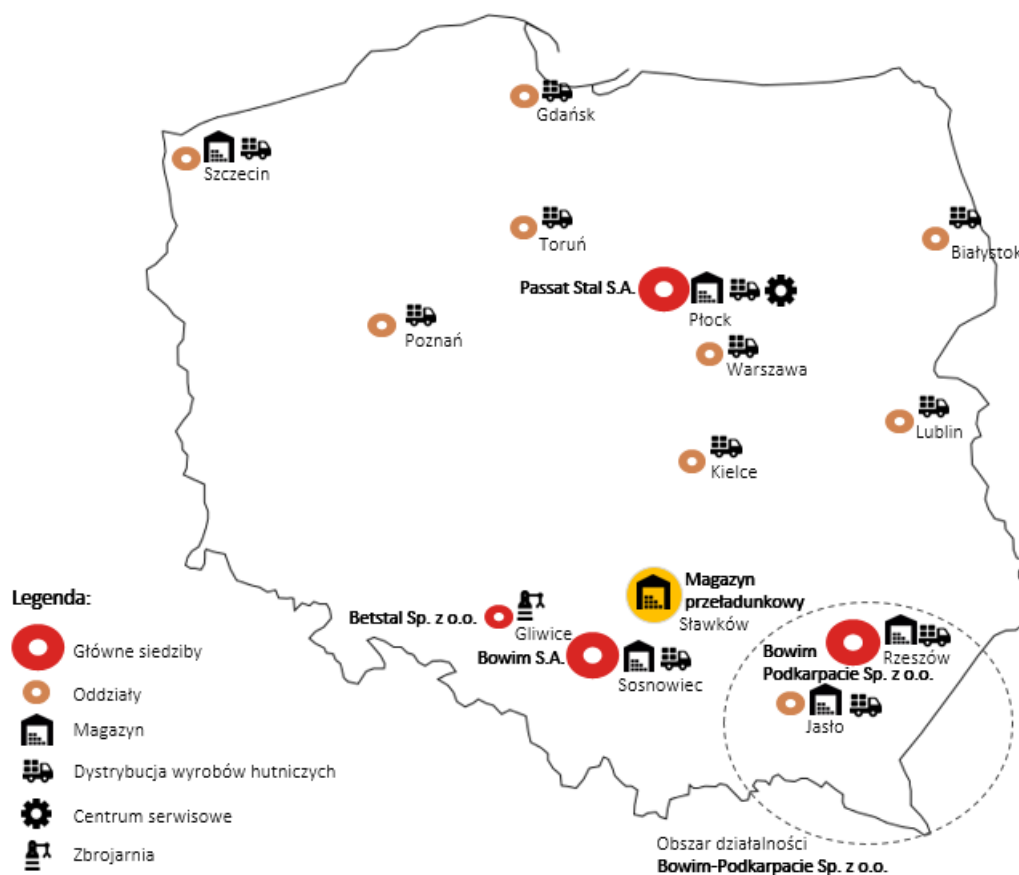 Gdańsk
Szczecin
Toruń
Białystok
Passat Stal S.A.
Płock
Poznań
Warszawa
Lublin
Kielce
Magazyn
przeładunkowy
Sławków
Betstal Sp. z o.o.
Gliwice
Bowim S.A.
Sosnowiec
Bowim
Podkarpacie Sp. z o.o.
Rzeszów
Jasło
Legenda:
Główne siedziby
Oddziały
Magazyn
Dystrybucja wyrobów hutniczych
Centrum serwisowe
Zbrojarnia
Obszar działalności
Bowim-Podkarpacie Sp. z o.o.